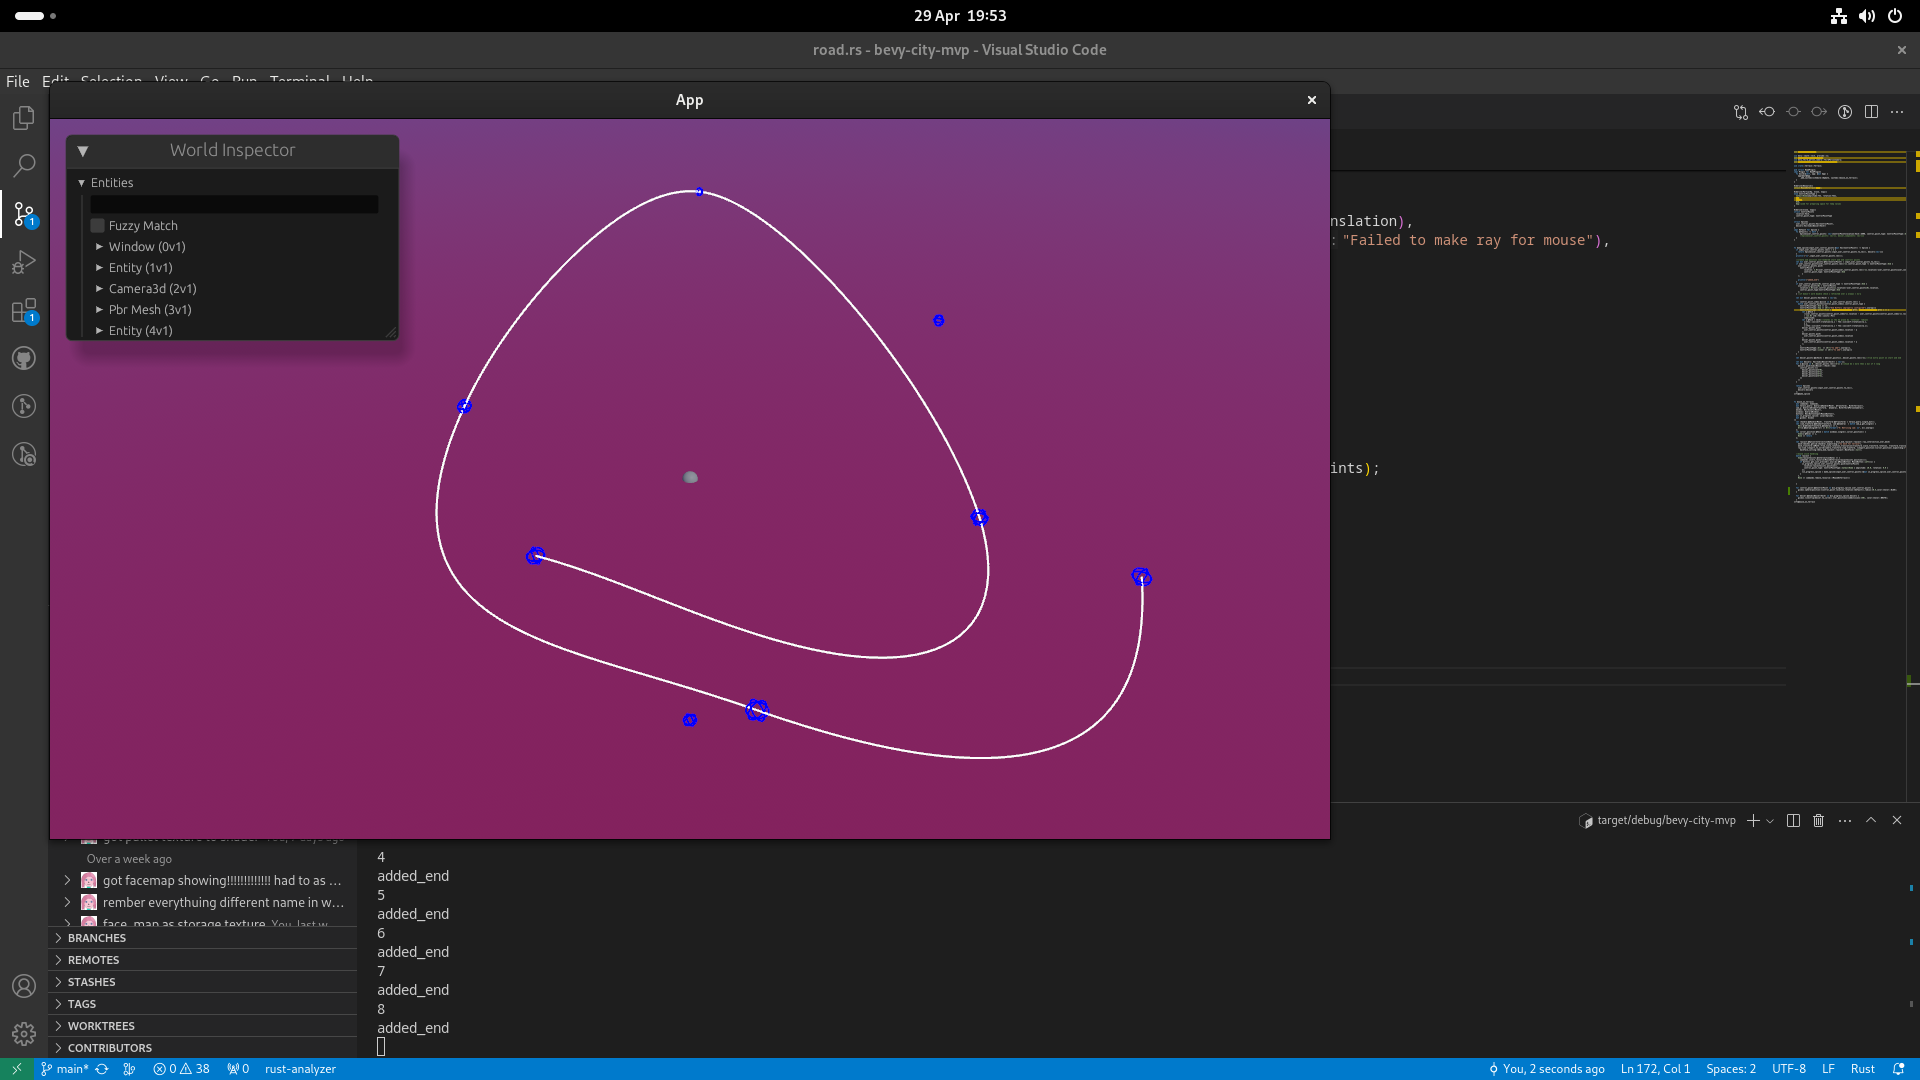 29 Apr 19:53
road.rs - bevy-city-mvp - Visual Studio Code
File Edit Selection View Go Run Terminal Help
App
World Inspector
Entities
Fuzzy Match
Window (0v1)
Entity (1v1)
Camera3d (2v1)
Pbr Mesh (3v1)
Entity (4v1)
nslation),
: "Failed to make ray for mouse"),
ints);
target/debug/bevy-city-mvp
Over a week ago
got facemap showing!!!!!!!!!!!!! had to as ...
rember everythuing different name in w...
face_map as storage texture You, last w...
BRANCHES
REMOTES
STASHES
TAGS
WORKTREES
CONTRIBUTORS
4
added_end
5
added_end
6
added_end
7
added_end
8
added_end
main* 0 38 0 rust-analyzer You, 2 seconds ago Ln 172, Col 1 Spaces: 2 UTF-8 LF Rust